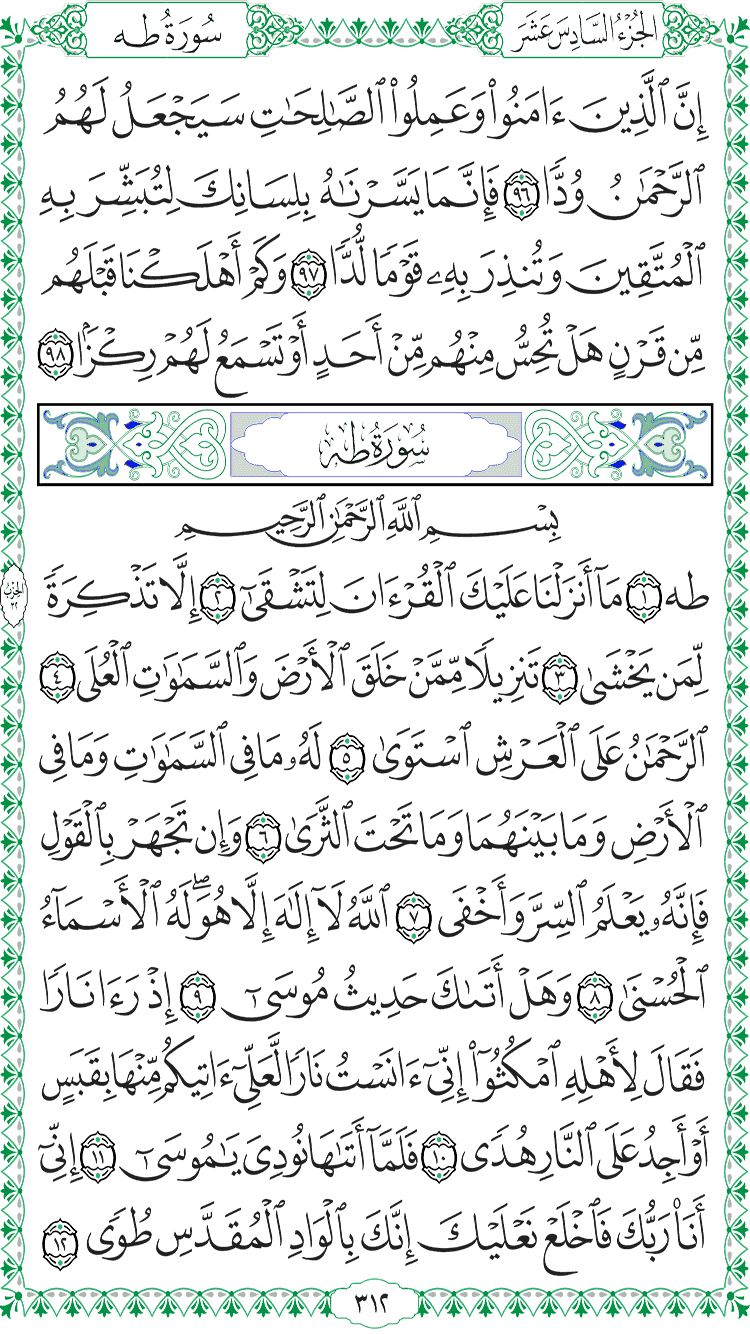 الجُزْءُ السَّادِسَ عَشَرَ
سُورَةُ طه
إِنَّ ٱلَّذِينَ ءَامَنُوا۟ وَعَمِلُوا۟ ٱلصَّـٰلِحَـٰتِ سَيَجْعَلُ لَهُمُ
ٱلرَّحْمَـٰنُ وُدًّا ٩٦ فَإِنَّمَا يَسَّرْنَـٰهُ بِلِسَانِكَ لِتُبَشِّرَ بِهِ
ٱلْمُتَّقِينَ وَتُنذِرَ بِهِۦ قَوْمًا لُّدًّا ٩٧ وَكَمْ أَهْلَكْنَا قَبْلَهُم
مِّن قَرْنٍ هَلْ تُحِسُّ مِنْهُم مِّنْ أَحَدٍ أَوْ تَسْمَعُ لَهُمْ رِكْزًۢا ٩٨
سُورَةُ طه
بِسْمِ ٱللَّهِ ٱلرَّحْمَـٰنِ ٱلرَّحِيمِ
طه ١ مَآ أَنزَلْنَا عَلَيْكَ ٱلْقُرْءَانَ لِتَشْقَىٰٓ ٢ إِلَّا تَذْكِرَةً
لِّمَن يَخْشَىٰ ٣ تَنزِيلًا مِّمَّنْ خَلَقَ ٱلْأَرْضَ وَٱلسَّمَـٰوَٰتِ ٱلْعُلَى ٤
ٱلرَّحْمَـٰنُ عَلَى ٱلْعَرْشِ ٱسْتَوَىٰ ٥ لَهُۥ مَا فِى ٱلسَّمَـٰوَٰتِ وَمَا فِى
ٱلْأَرْضِ وَمَا بَيْنَهُمَا وَمَا تَحْتَ ٱلثَّرَىٰ ٦ وَإِن تَجْهَرْ بِٱلْقَوْلِ
فَإِنَّهُۥ يَعْلَمُ ٱلسِّرَّ وَأَخْفَى ٧ ٱللَّهُ لَآ إِلَـٰهَ إِلَّا هُوَ ۖ لَهُ ٱلْأَسْمَآءُ
ٱلْحُسْنَىٰ ٨ وَهَلْ أَتَىٰكَ حَدِيثُ مُوسَىٰٓ ٩ إِذْ رَءَا نَارًا
فَقَالَ لِأَهْلِهِ ٱمْكُثُوٓا۟ إِنِّىٓ ءَانَسْتُ نَارًا لَّعَلِّىٓ ءَاتِيكُم مِّنْهَا بِقَبَسٍ
أَوْ أَجِدُ عَلَى ٱلنَّارِ هُدًى ١٠ فَلَمَّآ أَتَىٰهَا نُودِىَ يَـٰمُوسَىٰٓ ١١ إِنِّىٓ
أَنَا۠ رَبُّكَ فَٱخْلَعْ نَعْلَيْكَ إِنَّكَ بِٱلْوَادِ ٱلْمُقَدَّسِ طُوًى ١٢
٣١٢